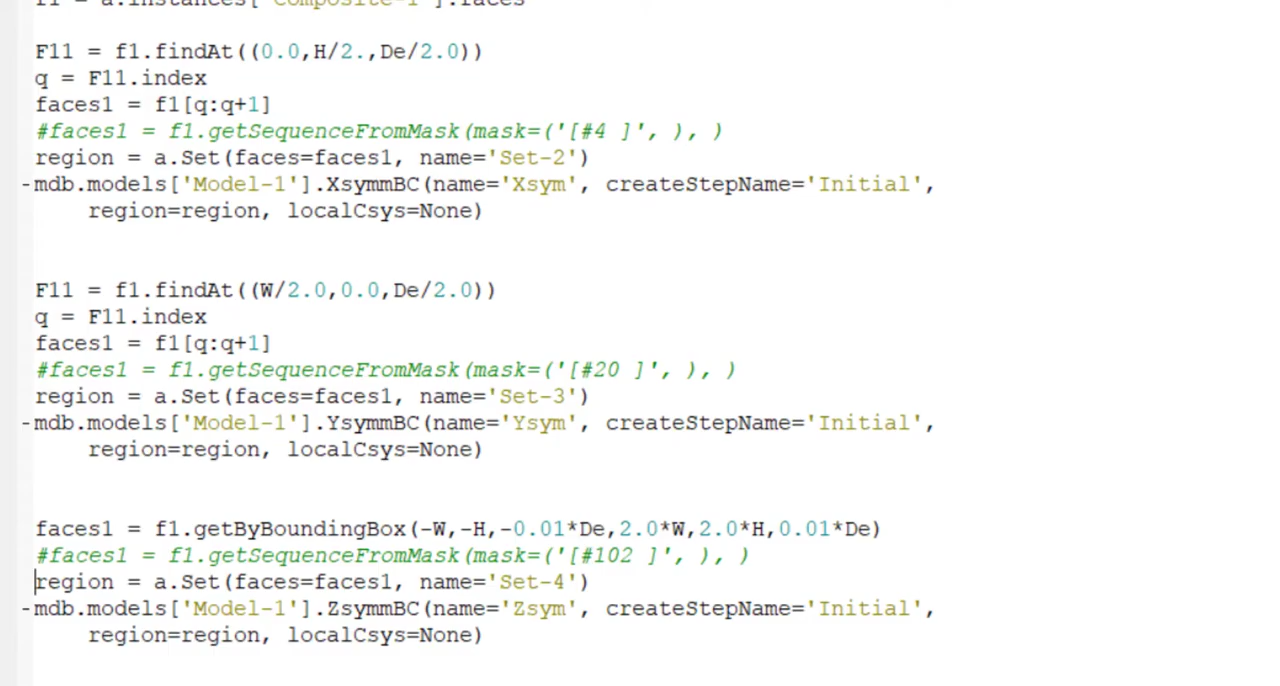 f1 = a.instances['Composite-1'].faces
F11 = f1.findAt((0.0,H/2.,De/2.0))
q = F11.index
faces1 = f1[q:q+1]
#faces1 = f1.getSequenceFromMask(mask=('[#4 ]', ), )
region = a.Set(faces=faces1, name='Set-2')
-mdb.models['Model-1'].XsymmBC(name='Xsym', createStepName='Initial',
region=region, localCsys=None)
F11 = f1.findAt((W/2.0,0.0,De/2.0))
q = F11.index
faces1 = f1[q:q+1]
#faces1 = f1.getSequenceFromMask(mask=('[#20 ]', ), )
region = a.Set(faces=faces1, name='Set-3')
-mdb.models['Model-1'].YsymmBC(name='Ysym', createStepName='Initial',
region=region, localCsys=None)
faces1 = f1.getByBoundingBox(-W,-H,-0.01*De,2.0*W,2.0*H,0.01*De)
#faces1 = f1.getSequenceFromMask(mask=('[#102 ]', ), )
region = a.Set(faces=faces1, name='Set-4')
-mdb.models['Model-1'].ZsymmBC(name='Zsym', createStepName='Initial',
region=region, localCsys=None)